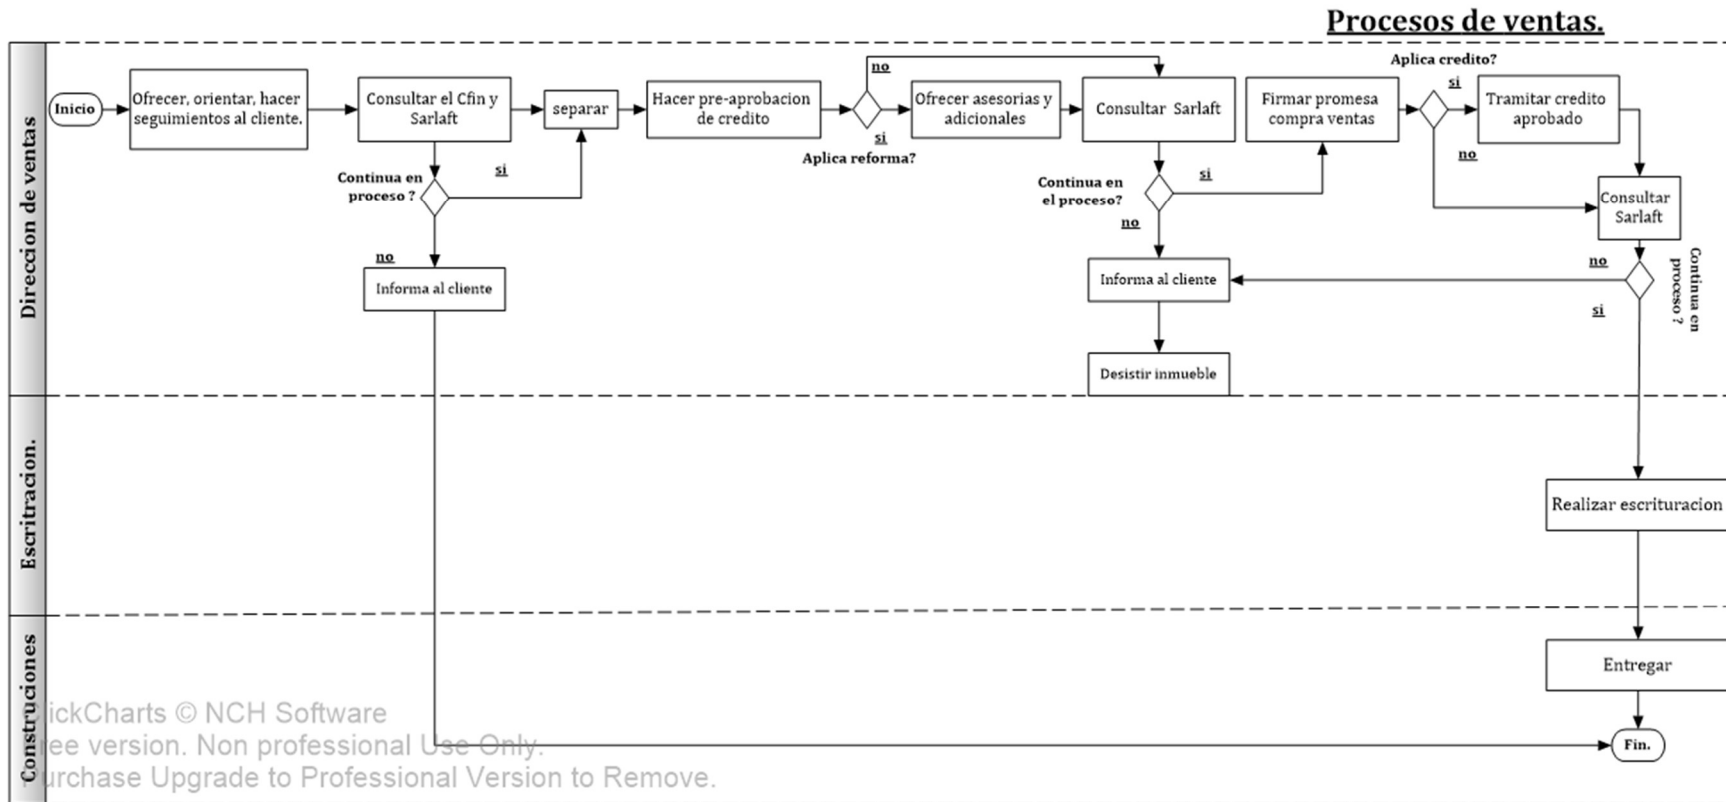 Procesos de ventas.
Direccion de ventas
Inicio
Ofrecer, orientar, hacer
seguimientos al cliente.
Consultar el Cfin y
Sarlaft
separar
Continua en
proceso ?
si
no
Informa al cliente
Hacer pre-aprobacion
de credito
no
si
Aplica reforma?
Ofrecer asesorias y
adicionales
Consultar Sarlaft
Continua en
el proceso?
si
no
Informa al cliente
Desistir inmueble
Firmar promesa
compra ventas
Aplica credito?
si
no
Tramitar credito
aprobado
Consultar
Sarlaft
Continua en
proceso ?
no
si
Escritracion.
Realizar escrituracion
Construciones
Entregar
Fin.
ickCharts © NCH Software
ree version. Non professional Use Only.
urchase Upgrade to Professional Version to Remove.